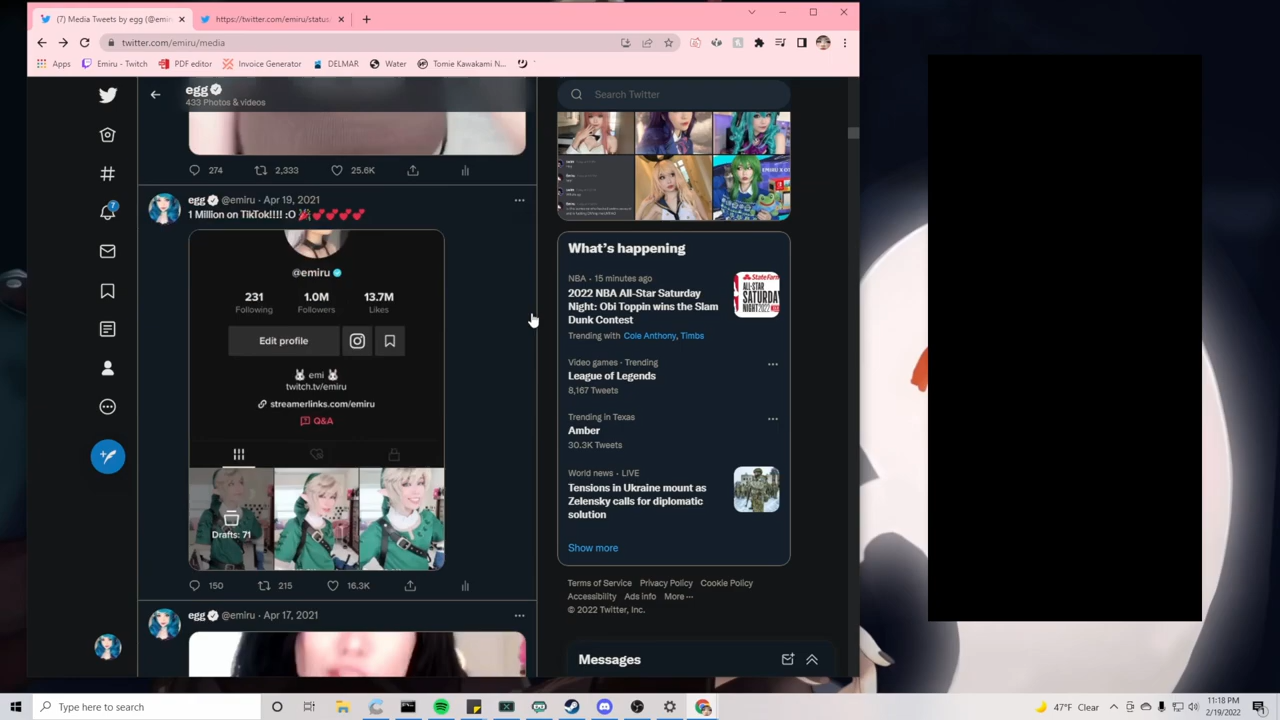 (7) Media Tweets by egg (@emiru
https://twitter.com/emiru/status
twitter.com/emiru/media
Apps
Emiru - Twitch
PDF editor
Invoice Generator
DELMAR
Water
Tomie Kawakami N...
egg
433 Photos & videos
274
2,333
25.6K
egg @emiru · Apr 19, 2021
1 Million on TikTok!!!! :O 🎉💕💕💕💕
@emiru
231
1.0M
13.7M
Following
Followers
Likes
Edit profile
🐰 emi 🐰
twitch.tv/emiru
streamerlinks.com/emiru
Q&A
Drafts: 71
150
215
16.3K
egg @emiru · Apr 17, 2021
Search Twitter
What's happening
NBA · 15 minutes ago
2022 NBA All-Star Saturday
Night: Obi Toppin wins the Slam
Dunk Contest
Trending with Cole Anthony, Timbs
ALL-STAR
SATURDAY
Video games · Trending
League of Legends
8,167 Tweets
Trending in Texas
Amber
30.3K Tweets
World news · LIVE
Tensions in Ukraine mount as
Zelensky calls for diplomatic
solution
Show more
Terms of Service Privacy Policy Cookie Policy
Accessibility Ads info More ···
© 2022 Twitter, Inc.
Messages
Type here to search
47°F Clear
11:18 PM
2/19/2022